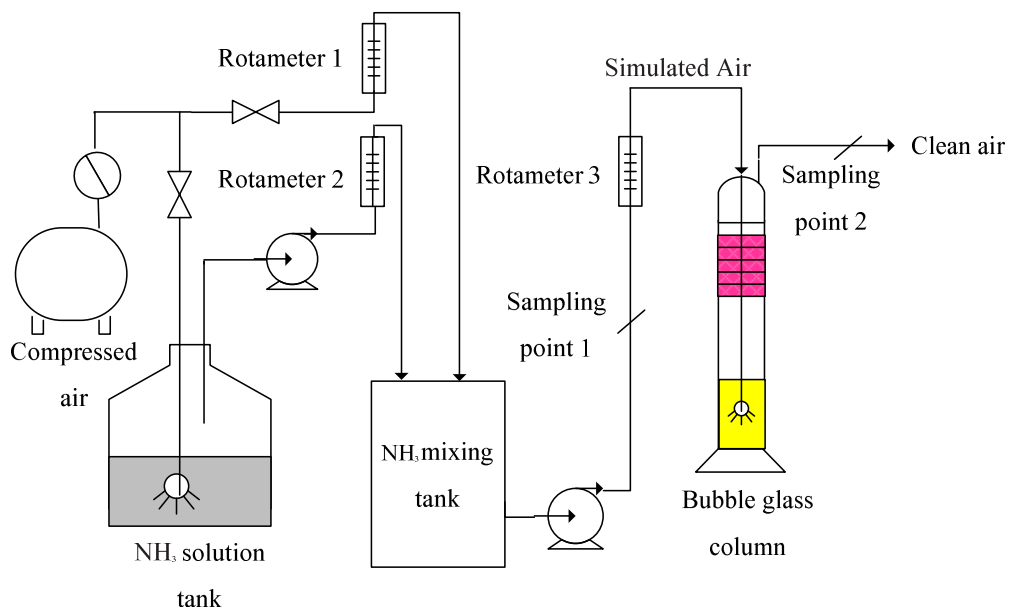 Rotameter 1
Simulated Air
Clean air
Rotameter 2
Rotameter 3
Sampling
point 2
Sampling
point 1
Compressed
air
NH₃ mixing
tank
Bubble glass
column
NH₃ solution
tank